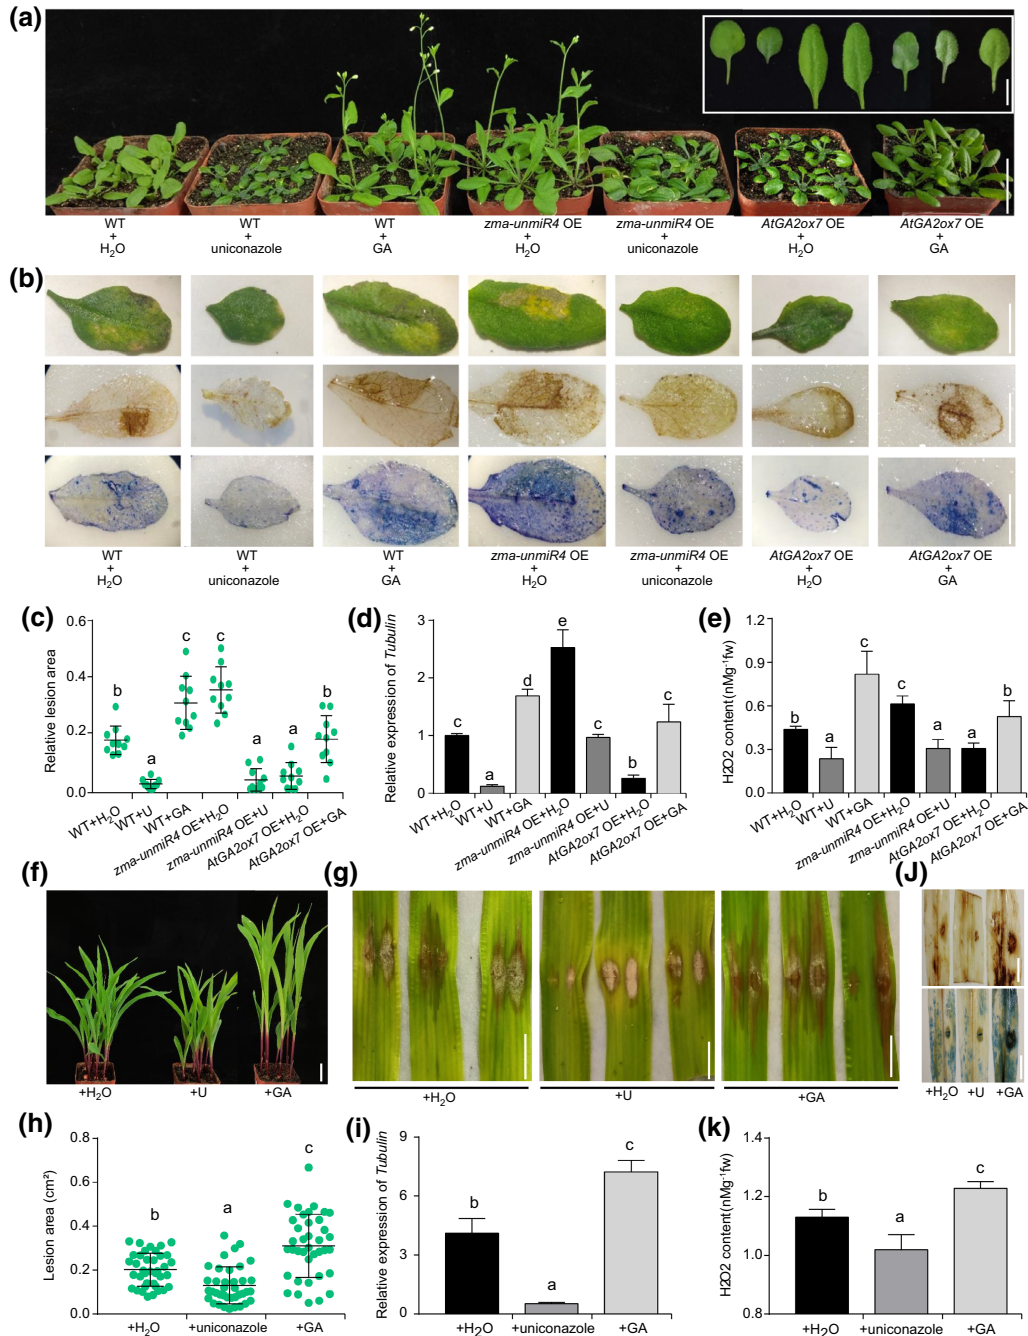 (a)
WT
+
H2O
WT
+
uniconazole
WT
+
GA
zma-unmiR4 OE
+
H2O
zma-unmiR4 OE
+
uniconazole
AtGA2ox7 OE
+
H2O
AtGA2ox7 OE
+
GA
(b)
WT
+
H2O
WT
+
uniconazole
WT
+
GA
zma-unmiR4 OE
+
H2O
zma-unmiR4 OE
+
uniconazole
AtGA2ox7 OE
+
H2O
AtGA2ox7 OE
+
GA
(c)
Relative lesion area
0.6
0.4
0.2
0.0
b
a
c
c
a
a
b
WT+H2O
WT+U
WT+GA
zma-unmiR4 OE+H2O
zma-unmiR4 OE+U
AtGA2ox7 OE+H2O
AtGA2ox7 OE+GA
(d)
Relative expression of Tubulin
3
2
1
0
c
a
d
e
c
b
c
WT+H2O
WT+U
WT+GA
zma-unmiR4 OE+H2O
zma-unmiR4 OE+U
AtGA2ox7 OE+H2O
AtGA2ox7 OE+GA
(e)
H2O2 content(nMg-1fw)
1.2
0.9
0.6
0.3
0.0
b
a
c
c
a
a
b
WT+H2O
WT+U
WT+GA
zma-unmiR4 OE+H2O
zma-unmiR4 OE+U
AtGA2ox7 OE+H2O
AtGA2ox7 OE+GA
(f)
+H2O
+U
+GA
(g)
+H2O
+U
+GA
(J)
+H2O
+U
+GA
(h)
Lesion area (cm²)
0.8
0.6
0.4
0.2
0.0
b
a
c
+H2O
+uniconazole
+GA
(i)
Relative expression of Tubulin
9
6
3
0
b
a
c
+H2O
+uniconazole
+GA
(k)
H2O2 content(nMg-1fw)
1.4
1.2
1.0
0.8
b
a
c
+H2O
+uniconazole
+GA